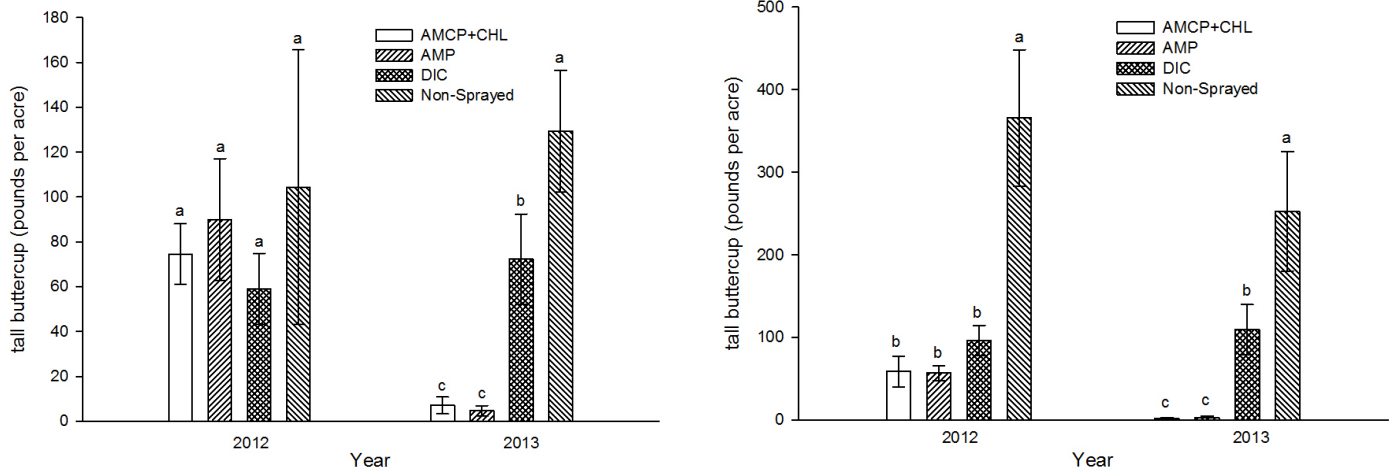 180
160
140
120
100
80
60
40
20
0
tall buttercup (pounds per acre)
AMCP+CHL
AMP
DIC
Non-Sprayed
a
a
a
a
c
c
b
a
2012
2013
Year
500
400
300
200
100
0
tall buttercup (pounds per acre)
AMCP+CHL
AMP
DIC
Non-Sprayed
b
b
b
a
c
c
b
a
2012
2013
Year